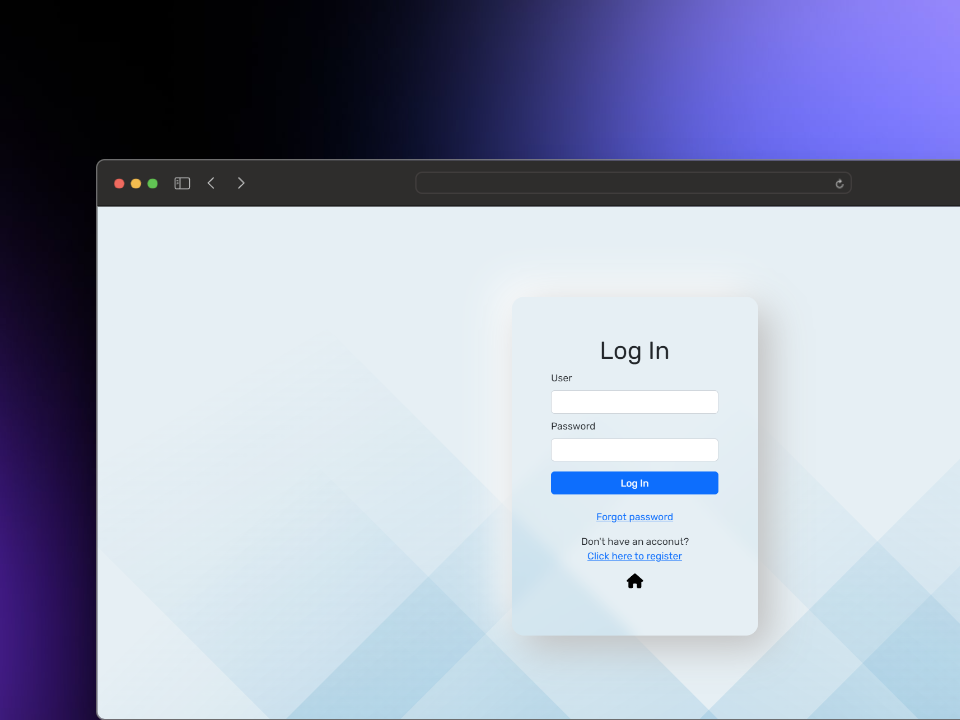 Log In
User
Password
Log In
Forgot password
Don't have an acconut?
Click here to register